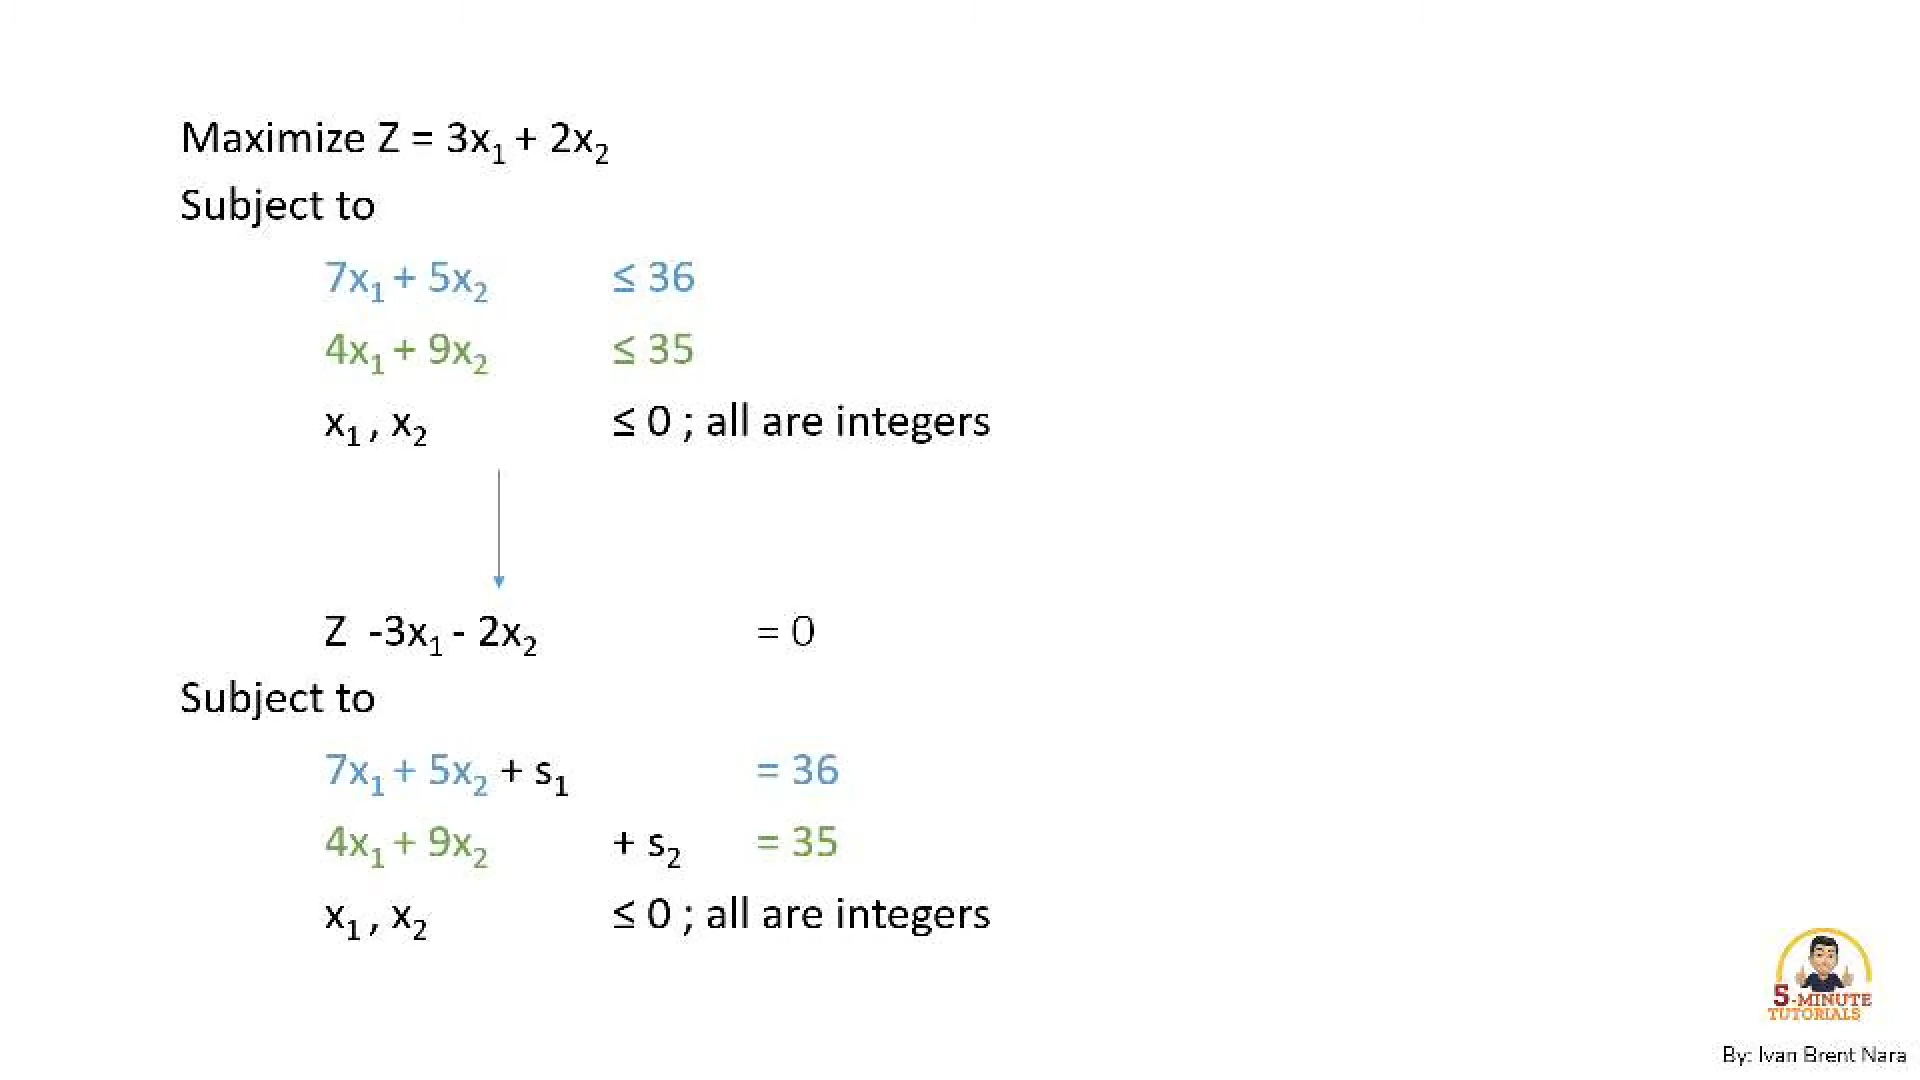 Maximize Z = 3x₁ + 2x₂
Subject to
7x₁ + 5x₂ ≤ 36
4x₁ + 9x₂ ≤ 35
x₁ , x₂ ≤ 0 ; all are integers
Z -3x₁ - 2x₂ = 0
Subject to
7x₁ + 5x₂ + s₁ = 36
4x₁ + 9x₂ + s₂ = 35
x₁ , x₂ ≤ 0 ; all are integers
5-MINUTE
TUTORIALS
By: Ivan Brent Nara